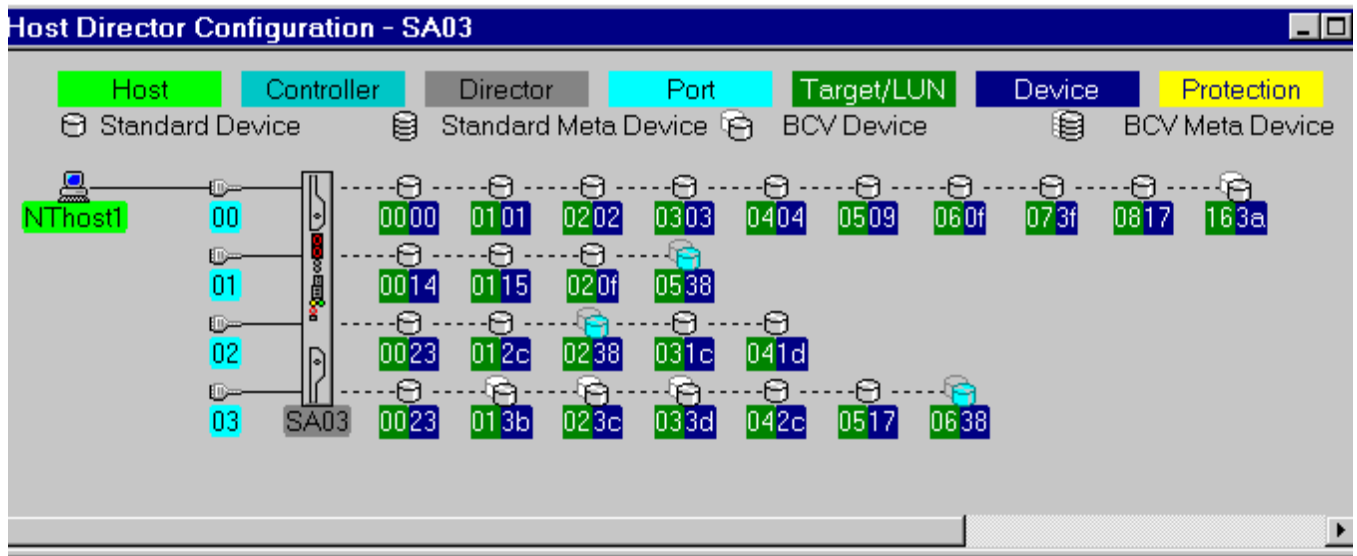 Host Director Configuration - SA03
Host Controller Director Port Target/LUN Device Protection
Standard Device Standard Meta Device BCV Device BCV Meta Device
NThost1 00 0000 0101 0202 0303 0404 0509 060f 073f 0817 163a
01 0014 0115 020f 0538
02 0023 012c 0238 031c 041d
03 SA03 0023 013b 023c 033d 042c 0517 0638